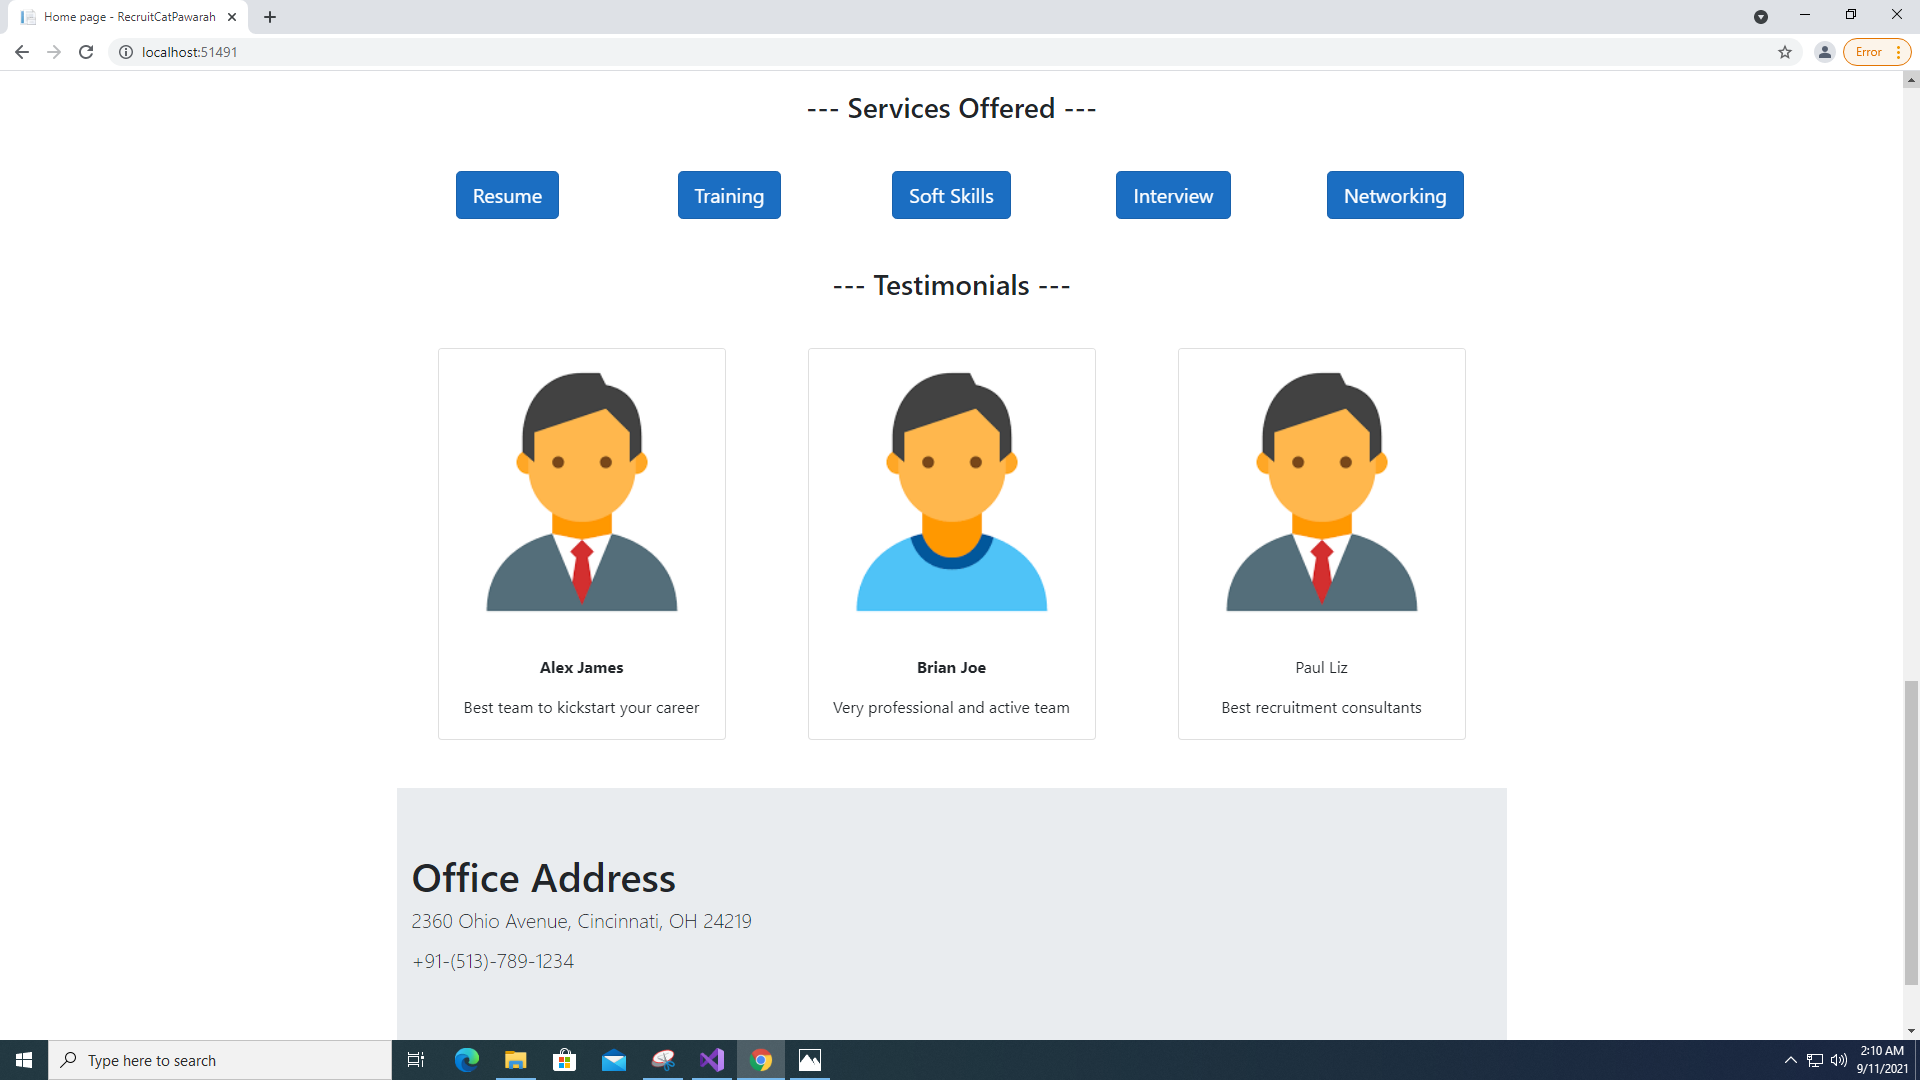 Home page - RecruitCatPawarah
localhost:51491
Error
--- Services Offered ---
Resume
Training
Soft Skills
Interview
Networking
--- Testimonials ---
Alex James
Brian Joe
Paul Liz
Best team to kickstart your career
Very professional and active team
Best recruitment consultants
Office Address
2360 Ohio Avenue, Cincinnati, OH 24219
+91-(513)-789-1234
Type here to search
2:10 AM
9/11/2021